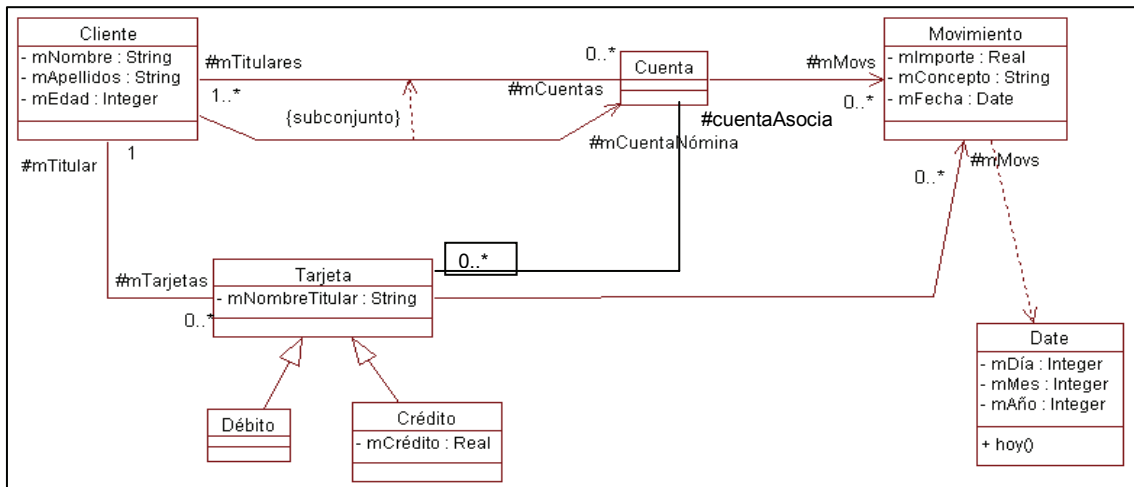 Cliente
- mNombre : String
- mApellidos : String
- mEdad : Integer
#mTitulares
1..*
0..*
#mCuentas
Cuenta
#mMovs
0..*
Movimiento
- mImporte : Real
- mConcepto : String
- mFecha : Date
{subconjunto}
#mCuentaNómina
#cuentaAsocia
1
#mTitular
#mMovs
0..*
#mTarjetas
0..*
0..*
Tarjeta
- mNombreTitular : String
Débito
Crédito
- mCrédito : Real
Date
- mDía : Integer
- mMes : Integer
- mAño : Integer
+ hoy()